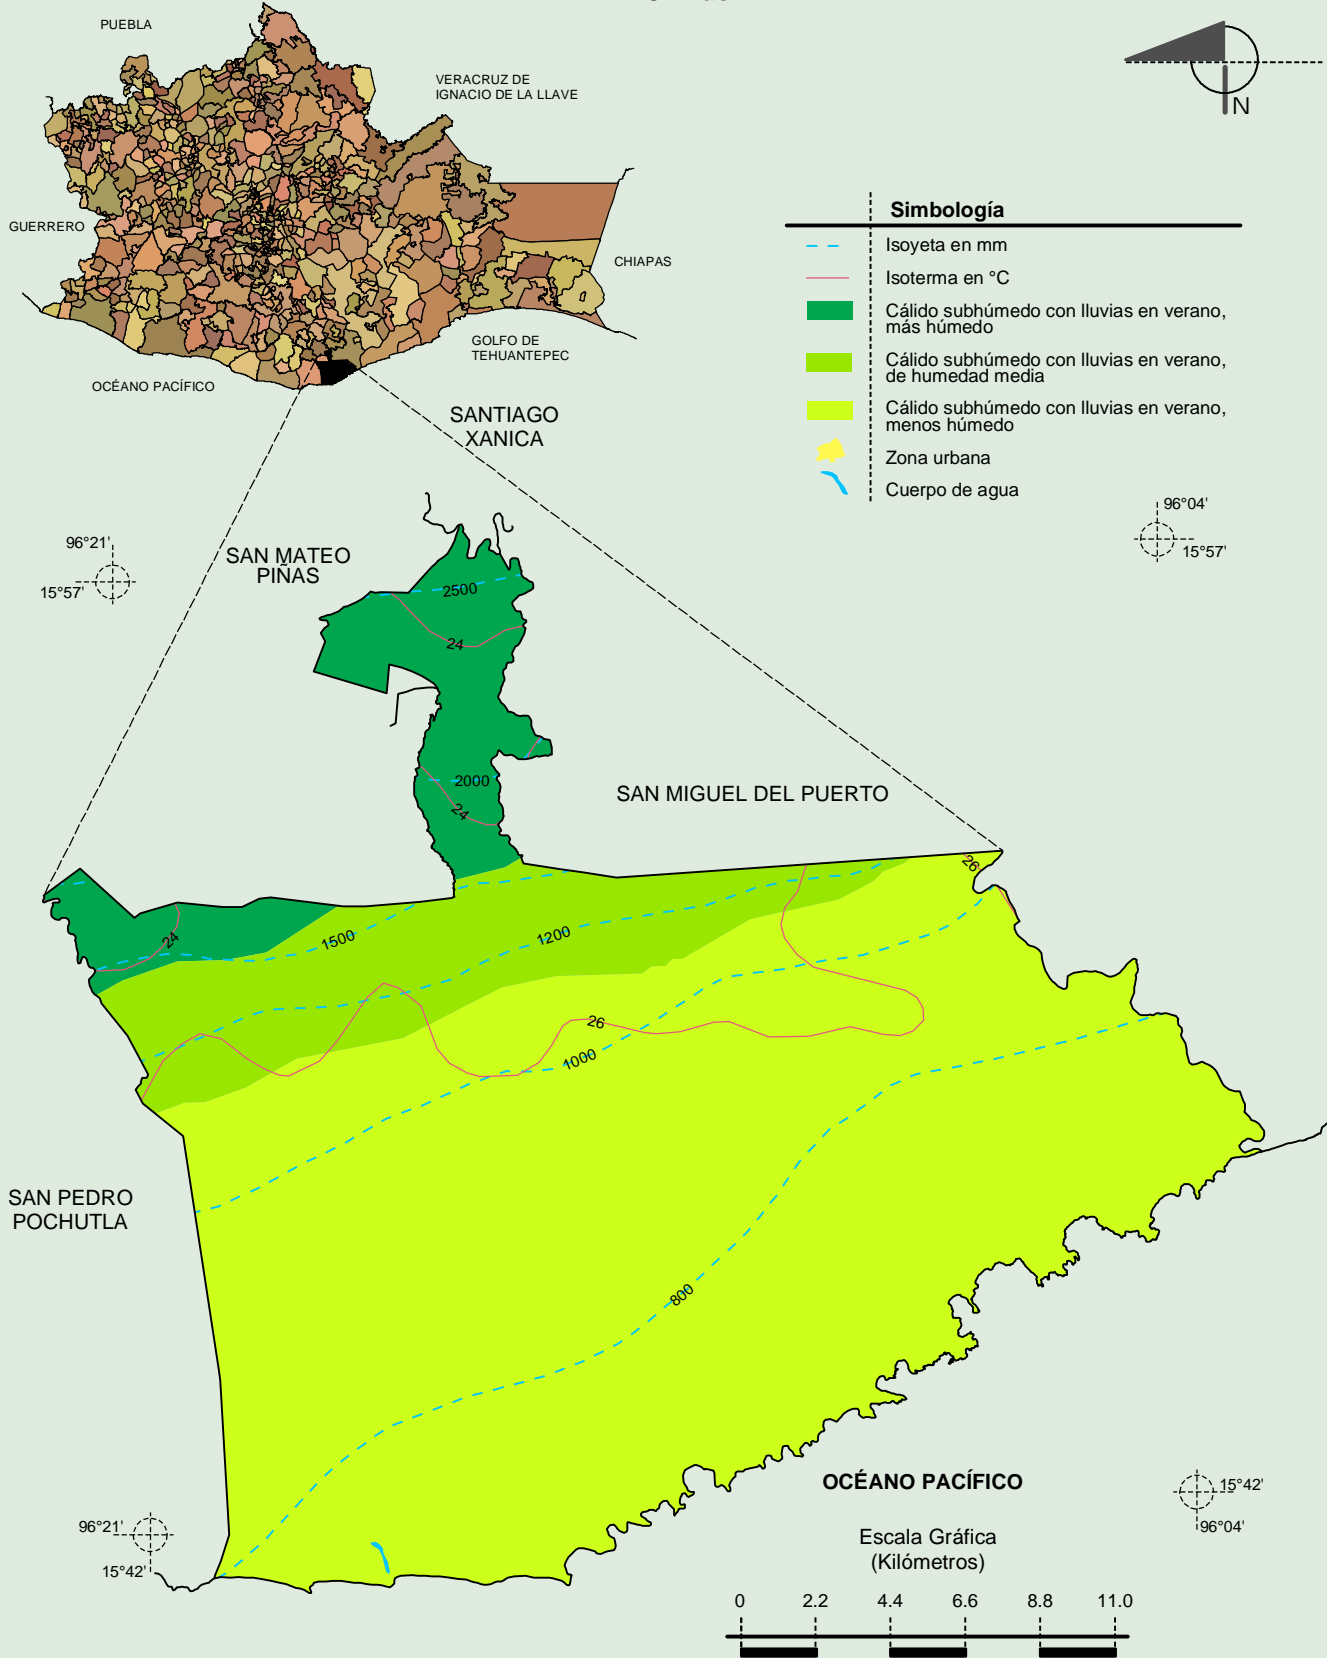 PUEBLA
VERACRUZ DE
IGNACIO DE LA LLAVE
GUERRERO
CHIAPAS
GOLFO DE
TEHUANTEPEC
OCÉANO PACÍFICO
N
Simbología
Isoyeta en mm
Isoterma en °C
Cálido subhúmedo con lluvias en verano,
más húmedo
Cálido subhúmedo con lluvias en verano,
de humedad media
Cálido subhúmedo con lluvias en verano,
menos húmedo
Zona urbana
Cuerpo de agua
SANTIAGO
XANICA
96°21'
15°57'
SAN MATEO
PIÑAS
96°04'
15°57'
2500
24
2000
24
SAN MIGUEL DEL PUERTO
26
24
1500
1200
26
1000
SAN PEDRO
POCHUTLA
800
OCÉANO PACÍFICO
15°42'
96°04'
96°21'
15°42'
Escala Gráfica
(Kilómetros)
0 2.2 4.4 6.6 8.8 11.0